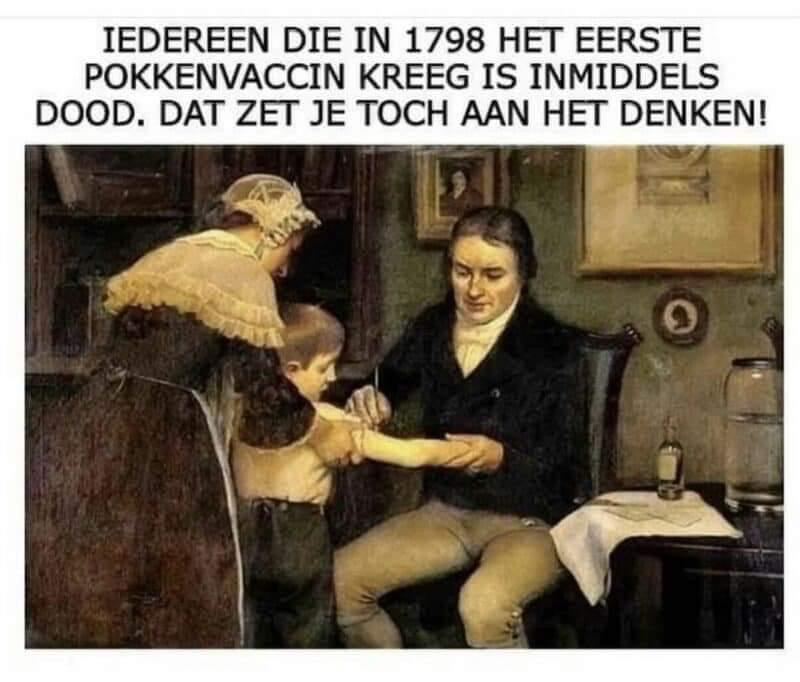 IEDEREEN DIE IN 1798 HET EERSTE
POKKENVACCIN KREEG IS INMIDDELS
DOOD. DAT ZET JE TOCH AAN HET DENKEN!